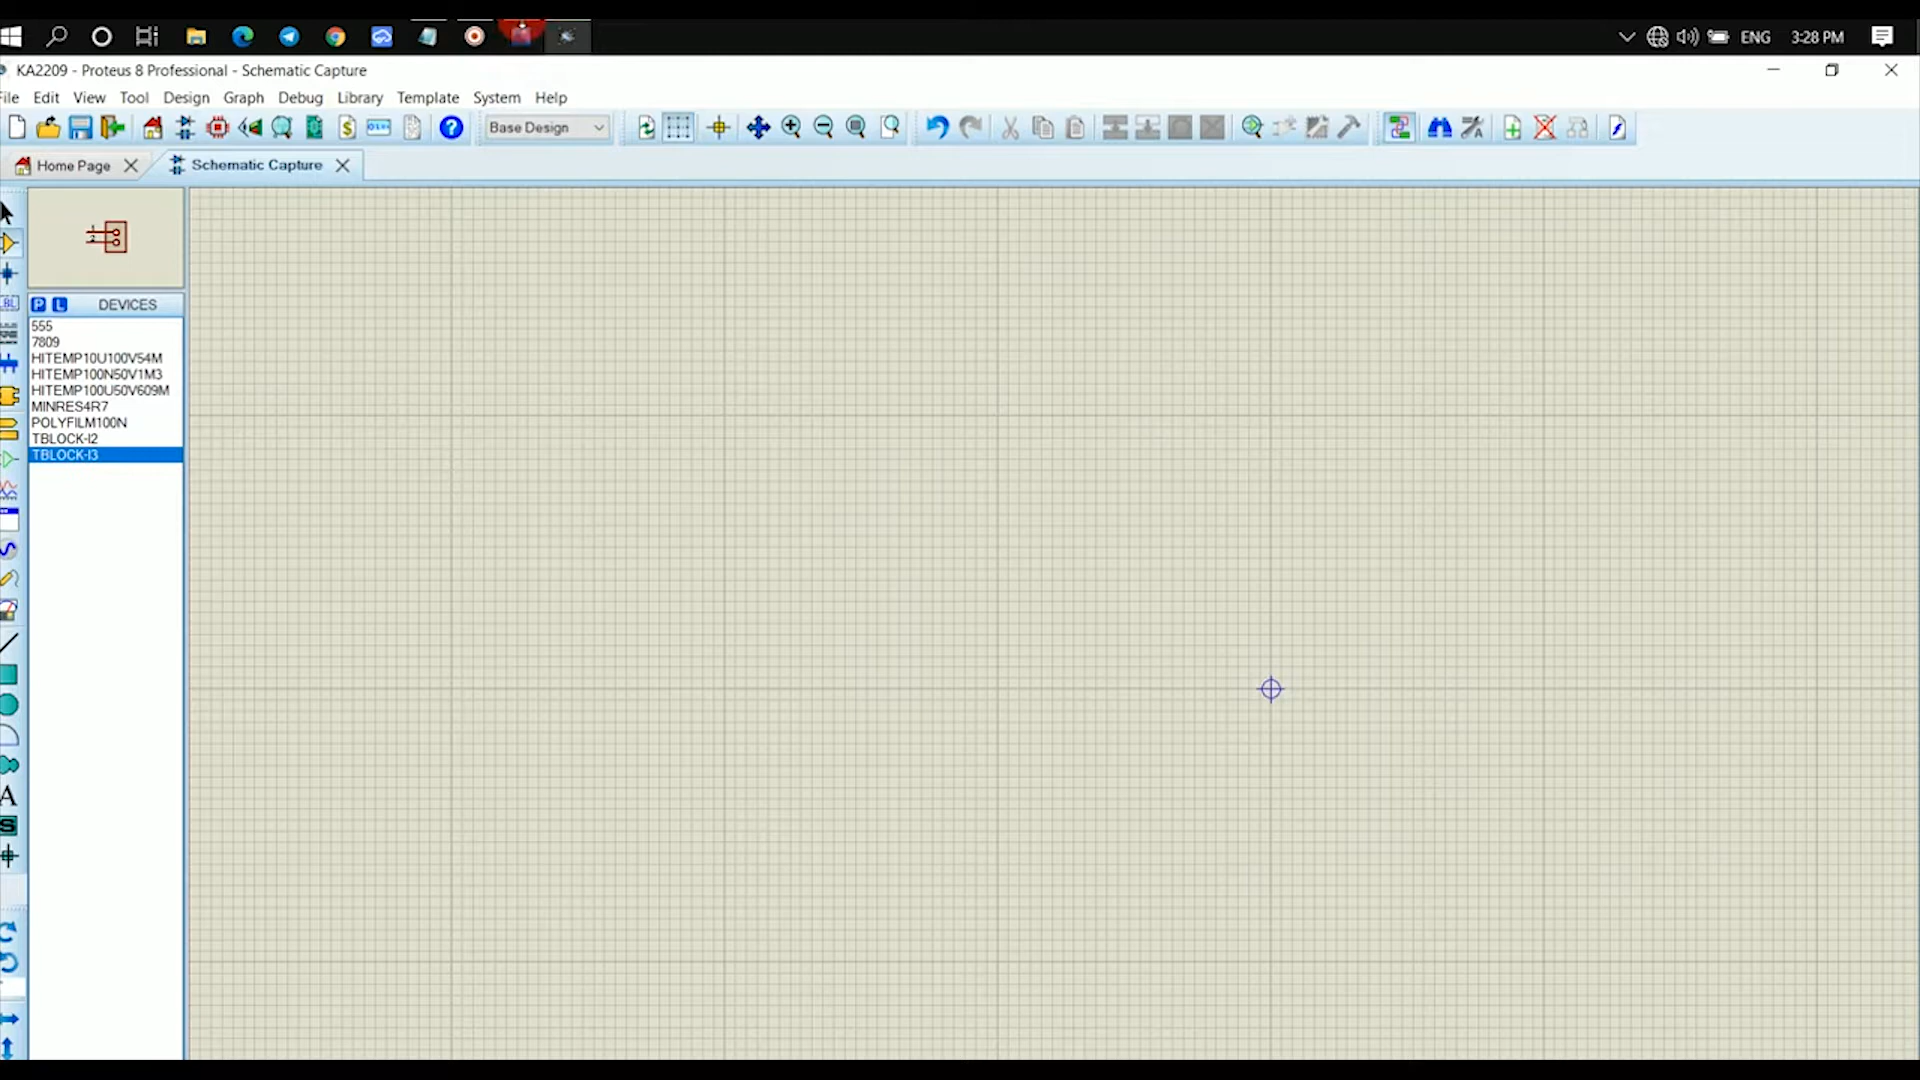 ENG 3:28 PM
KA2209 - Proteus 8 Professional - Schematic Capture
File Edit View Tool Design Graph Debug Library Template System Help
$ ? Base Design
Home Page Schematic Capture
P L DEVICES
555
7809
HITEMP10U100V54M
HITEMP100N50V1M3
HITEMP100U50V609M
MINRES4R7
POLYFILM100N
TBLOCK-I2
TBLOCK-I3
A
S